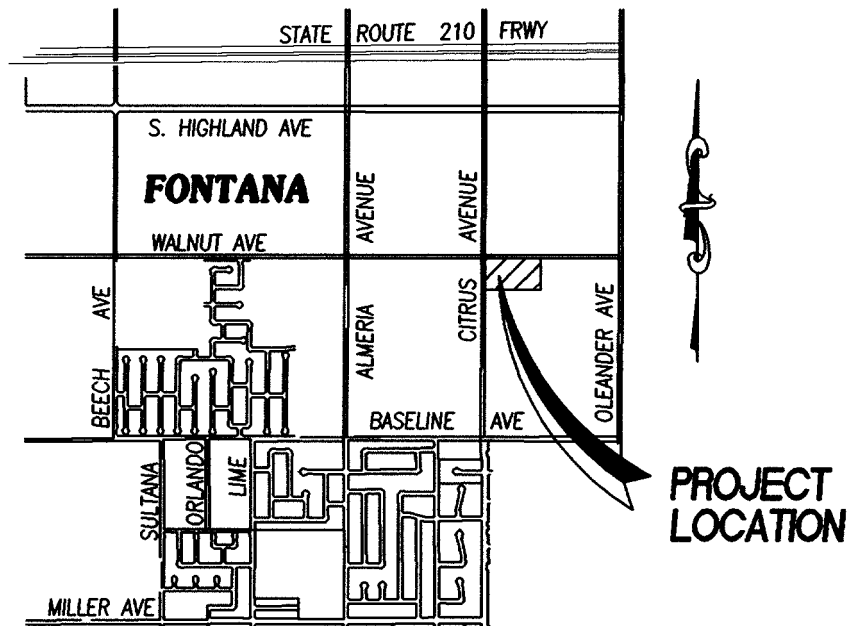 STATE ROUTE 210 FRWY
S. HIGHLAND AVE
FONTANA
WALNUT AVE
AVENUE
AVENUE
BEECH AVE
ALMERIA
CITRUS
OLEANDER AVE
BASELINE AVE
SULTANA
ORLANDO
LIME
PROJECT
LOCATION
MILLER AVE